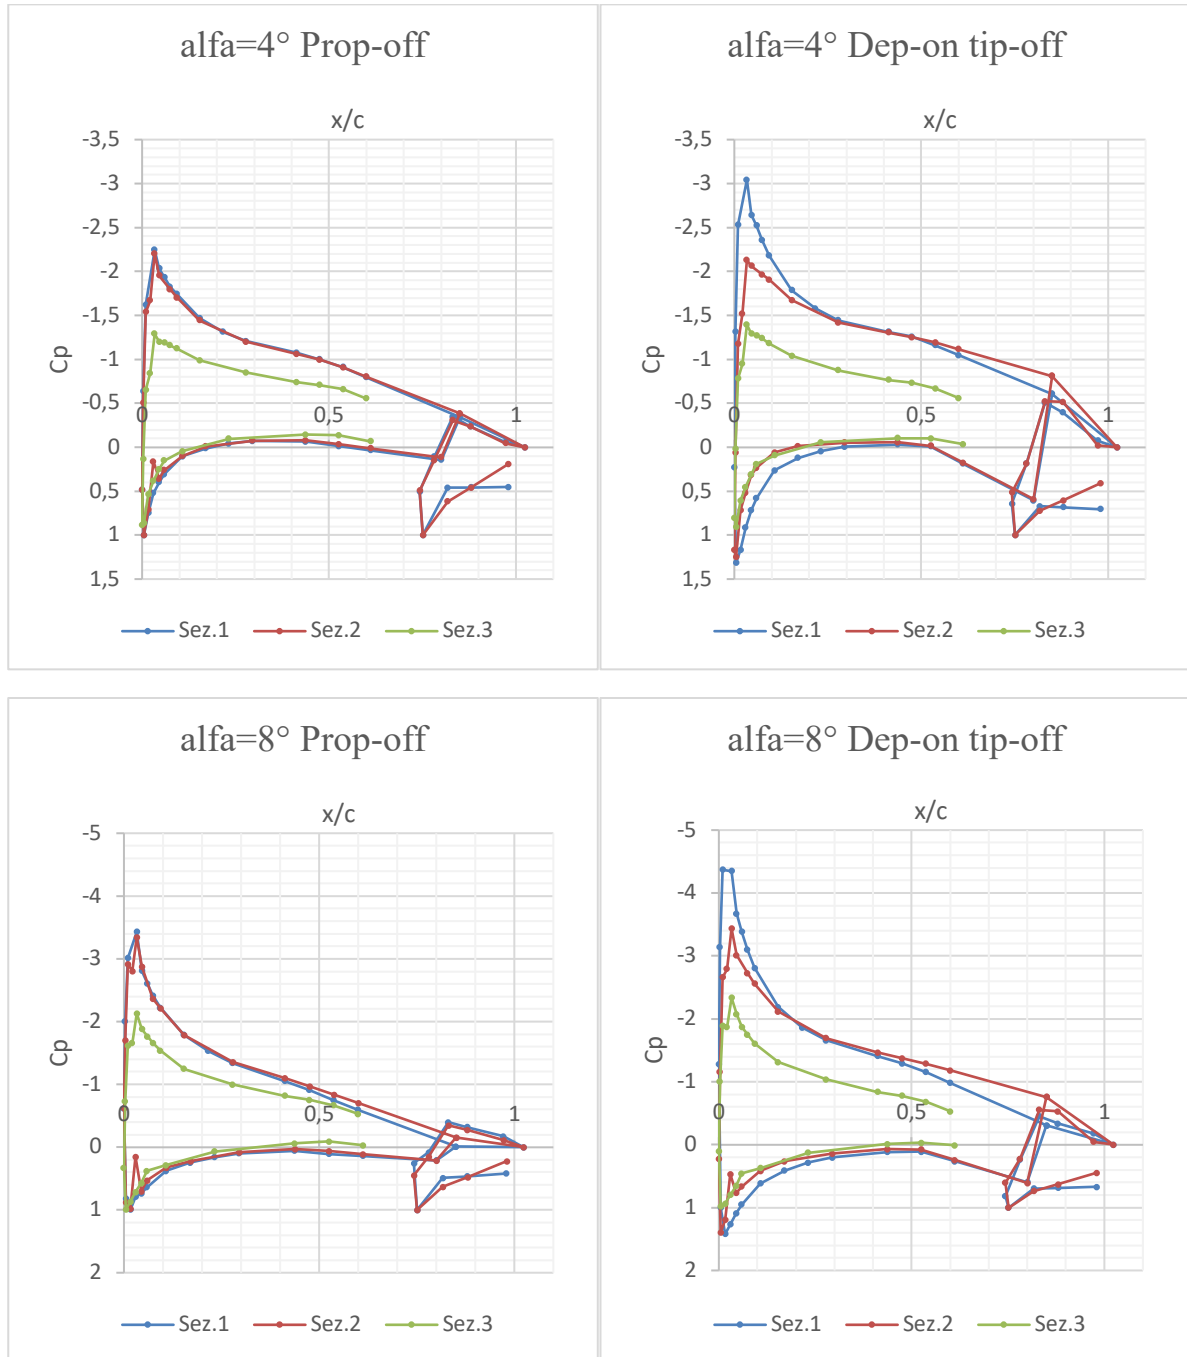 alfa=4° Prop-off
x/c
-3,5
-3
-2,5
-2
-1,5
-1
-0,5
0
0,5
1
1,5
0 0,5 1
Cp
Sez.1 Sez.2 Sez.3
alfa=4° Dep-on tip-off
x/c
-3,5
-3
-2,5
-2
-1,5
-1
-0,5
0
0,5
1
1,5
0 0,5 1
Cp
Sez.1 Sez.2 Sez.3
alfa=8° Prop-off
x/c
-5
-4
-3
-2
-1
0
1
2
0 0,5 1
Cp
Sez.1 Sez.2 Sez.3
alfa=8° Dep-on tip-off
x/c
-5
-4
-3
-2
-1
0
1
2
0 0,5 1
Cp
Sez.1 Sez.2 Sez.3